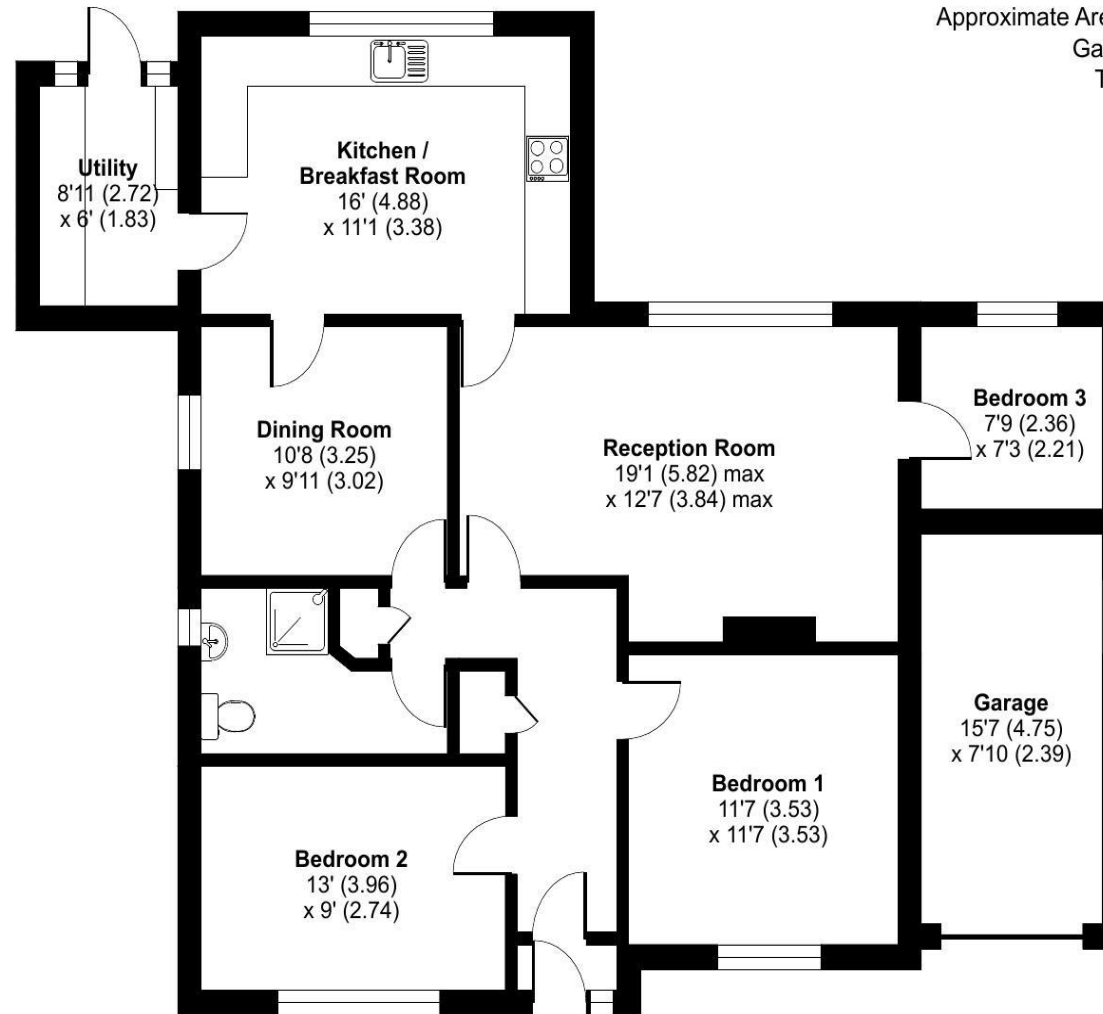 Approximate Are
Ga
T
Utility
8'11 (2.72)
x 6' (1.83)
Kitchen /
Breakfast Room
16' (4.88)
x 11'1 (3.38)
Dining Room
10'8 (3.25)
x 9'11 (3.02)
Reception Room
19'1 (5.82) max
x 12'7 (3.84) max
Bedroom 3
7'9 (2.36)
x 7'3 (2.21)
Garage
15'7 (4.75)
x 7'10 (2.39)
Bedroom 1
11'7 (3.53)
x 11'7 (3.53)
Bedroom 2
13' (3.96)
x 9' (2.74)